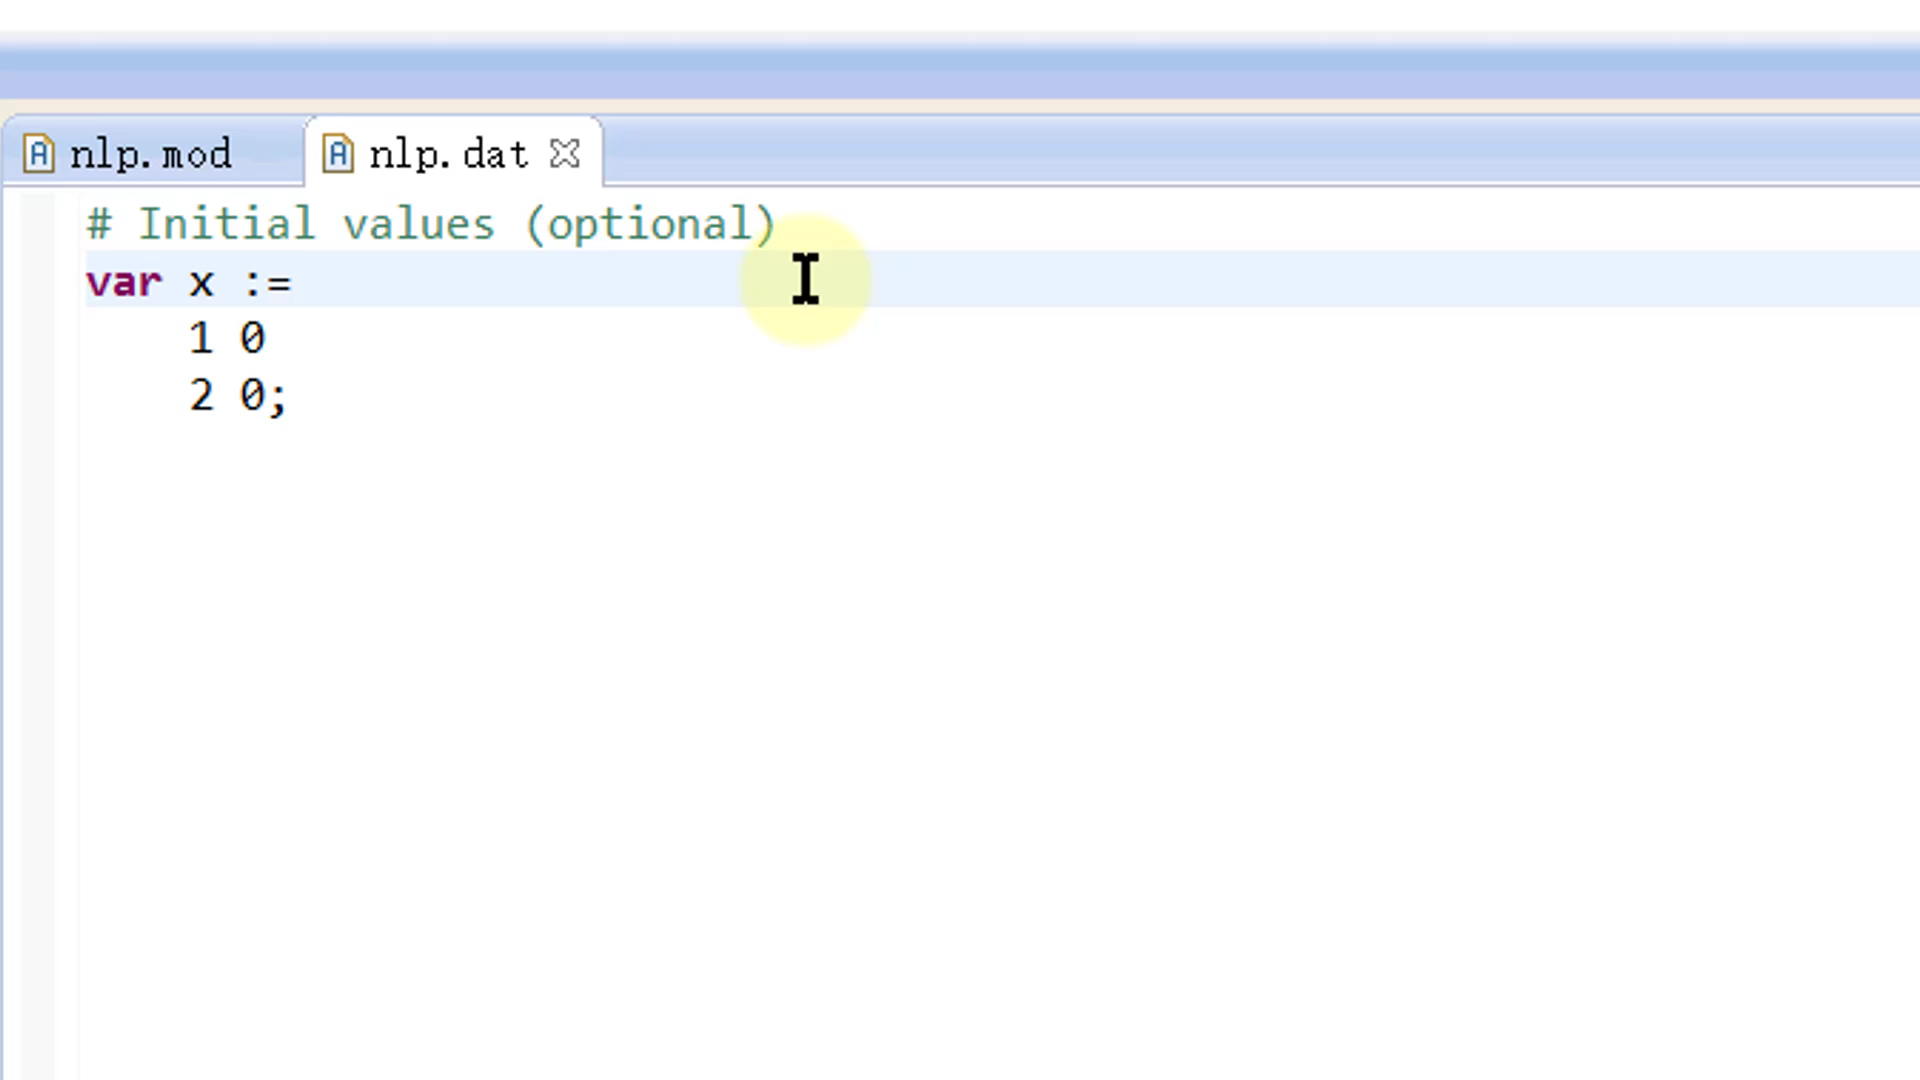 nlp.mod nlp.dat
# Initial values (optional)
var x :=
1 0
2 0;